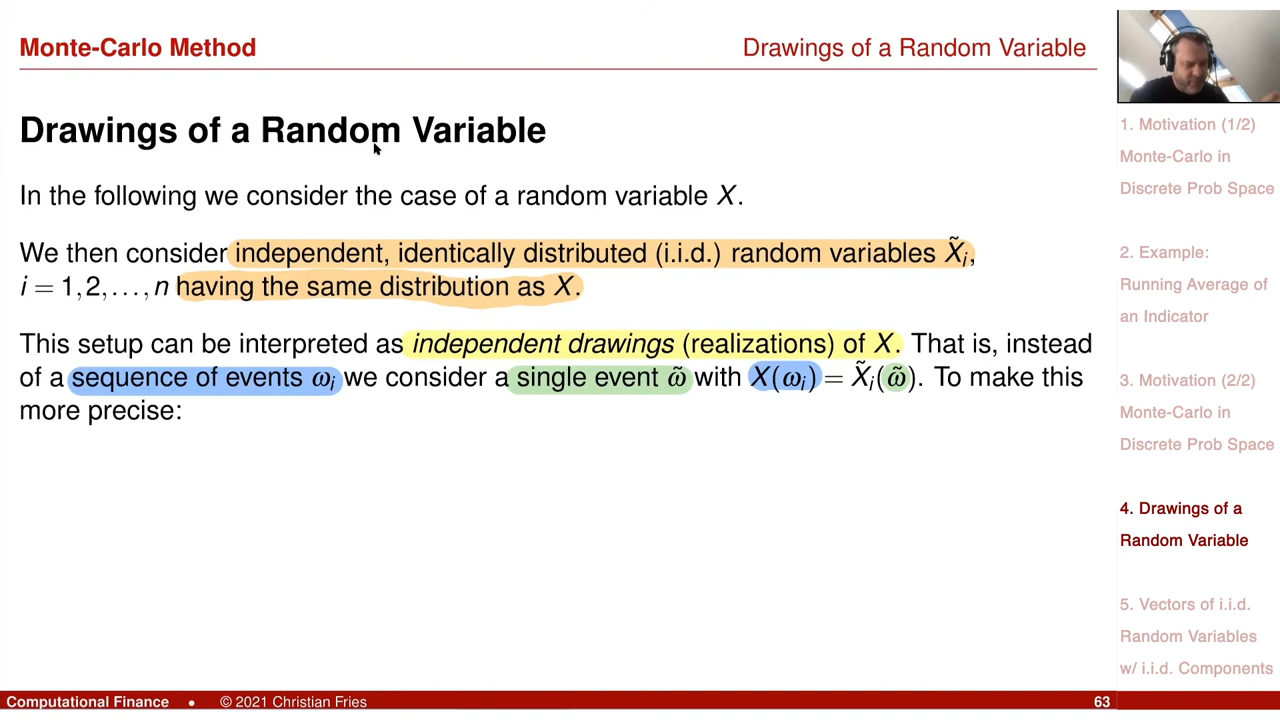 Monte-Carlo Method
Drawings of a Random Variable
Drawings of a Random Variable
In the following we consider the case of a random variable X.
We then consider independent, identically distributed (i.i.d.) random variables X̃ᵢ,
i = 1,2,...,n having the same distribution as X.
This setup can be interpreted as independent drawings (realizations) of X. That is, instead
of a sequence of events ωᵢ we consider a single event ω̃ with X(ωᵢ) = X̃ᵢ(ω̃). To make this
more precise:
1. Motivation (1/2)
Monte-Carlo in
Discrete Prob Space
2. Example:
Running Average of
an Indicator
3. Motivation (2/2)
Monte-Carlo in
Discrete Prob Space
4. Drawings of a
Random Variable
5. Vectors of i.i.d.
Random Variables
w/ i.i.d. Components
Computational Finance • © 2021 Christian Fries
63